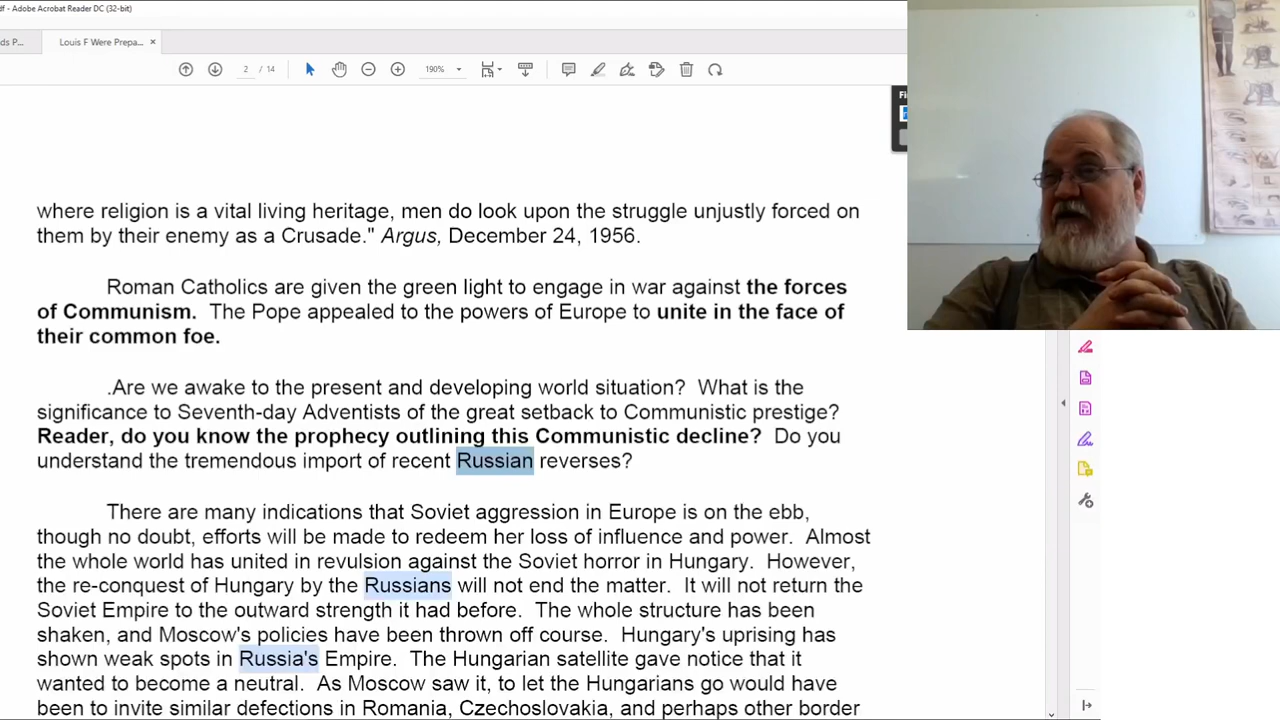 df - Adobe Acrobat Reader DC (32-bit)
ds P...
Louis F Were Prepa... ×
2 / 14
190%
where religion is a vital living heritage, men do look upon the struggle unjustly forced on
them by their enemy as a Crusade." Argus, December 24, 1956.
Roman Catholics are given the green light to engage in war against the forces
of Communism. The Pope appealed to the powers of Europe to unite in the face of
their common foe.
.Are we awake to the present and developing world situation? What is the
significance to Seventh-day Adventists of the great setback to Communistic prestige?
Reader, do you know the prophecy outlining this Communistic decline? Do you
understand the tremendous import of recent Russian reverses?
There are many indications that Soviet aggression in Europe is on the ebb,
though no doubt, efforts will be made to redeem her loss of influence and power. Almost
the whole world has united in revulsion against the Soviet horror in Hungary. However,
the re-conquest of Hungary by the Russians will not end the matter. It will not return the
Soviet Empire to the outward strength it had before. The whole structure has been
shaken, and Moscow's policies have been thrown off course. Hungary's uprising has
shown weak spots in Russia's Empire. The Hungarian satellite gave notice that it
wanted to become a neutral. As Moscow saw it, to let the Hungarians go would have
been to invite similar defections in Romania, Czechoslovakia, and perhaps other border